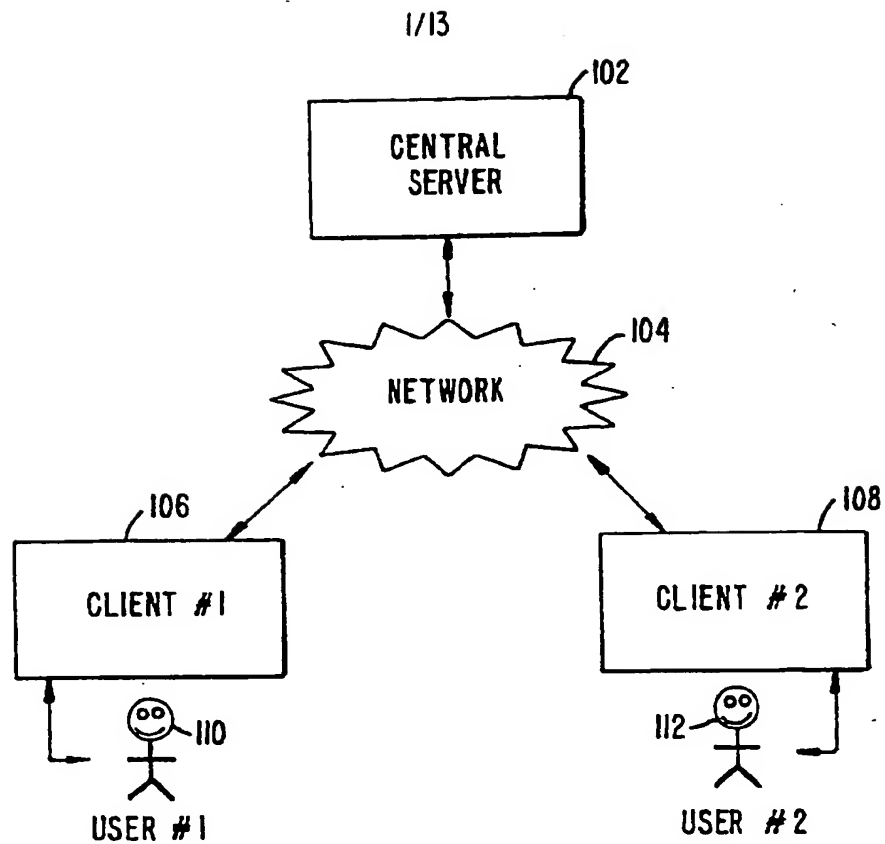 1/13
102
CENTRAL
SERVER
104
NETWORK
106
108
CLIENT #1
CLIENT #2
110
112
USER #1
USER #2